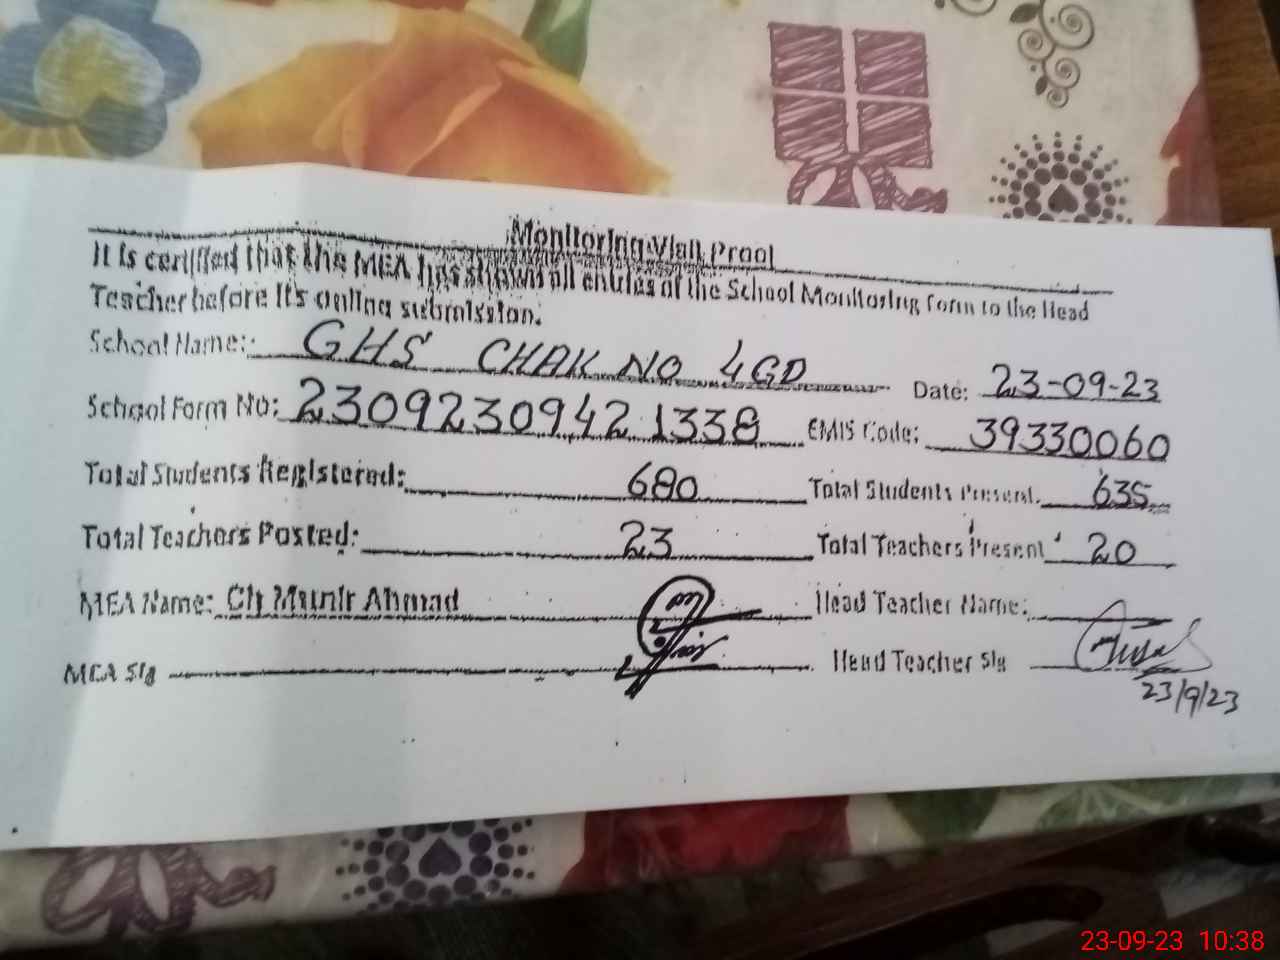 Monitoring Visit Proof
It is certified that the MEA has shown all entries of the School Monitoring Form to the Head
Teacher before it's online submission.
School Name: GHS CHAK NO 4GD Date: 23-09-23
School Form No: 23092309421338 EMIS Code: 39330060
Total Students Registered: 680 Total Students Present. 635
Total Teachers Posted: 23 Total Teachers Present 20
MEA Name: Ch Munir Ahmad Head Teacher Name:
MEA Sig Head Teacher Sig
23/9/23
23-09-23 10:38